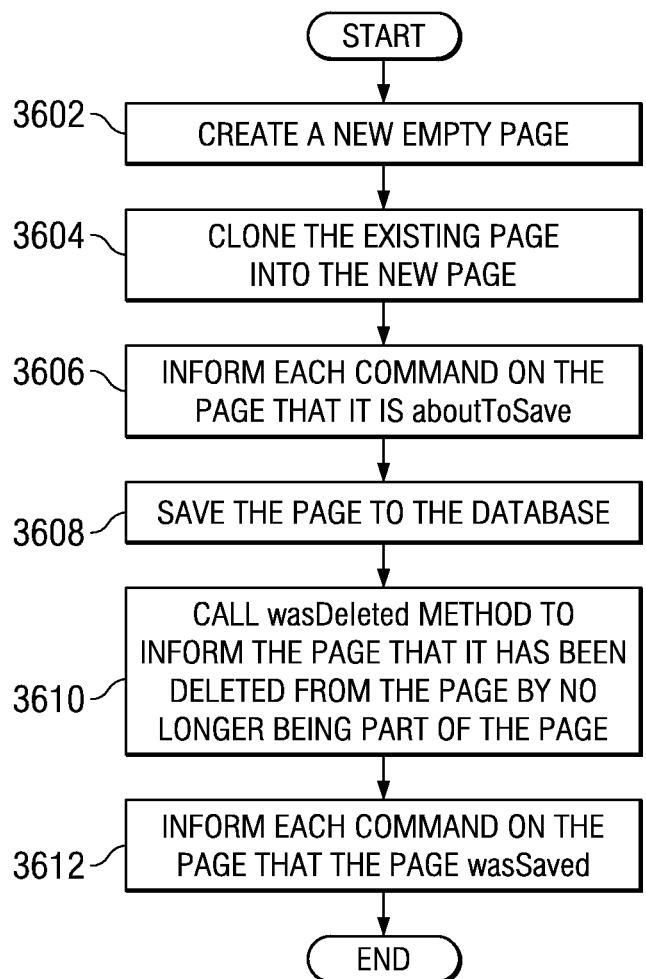 START
3602
CREATE A NEW EMPTY PAGE
3604
CLONE THE EXISTING PAGE
INTO THE NEW PAGE
3606
INFORM EACH COMMAND ON THE
PAGE THAT IT IS aboutToSave
3608
SAVE THE PAGE TO THE DATABASE
3610
CALL wasDeleted METHOD TO
INFORM THE PAGE THAT IT HAS BEEN
DELETED FROM THE PAGE BY NO
LONGER BEING PART OF THE PAGE
3612
INFORM EACH COMMAND ON THE
PAGE THAT THE PAGE wasSaved
END